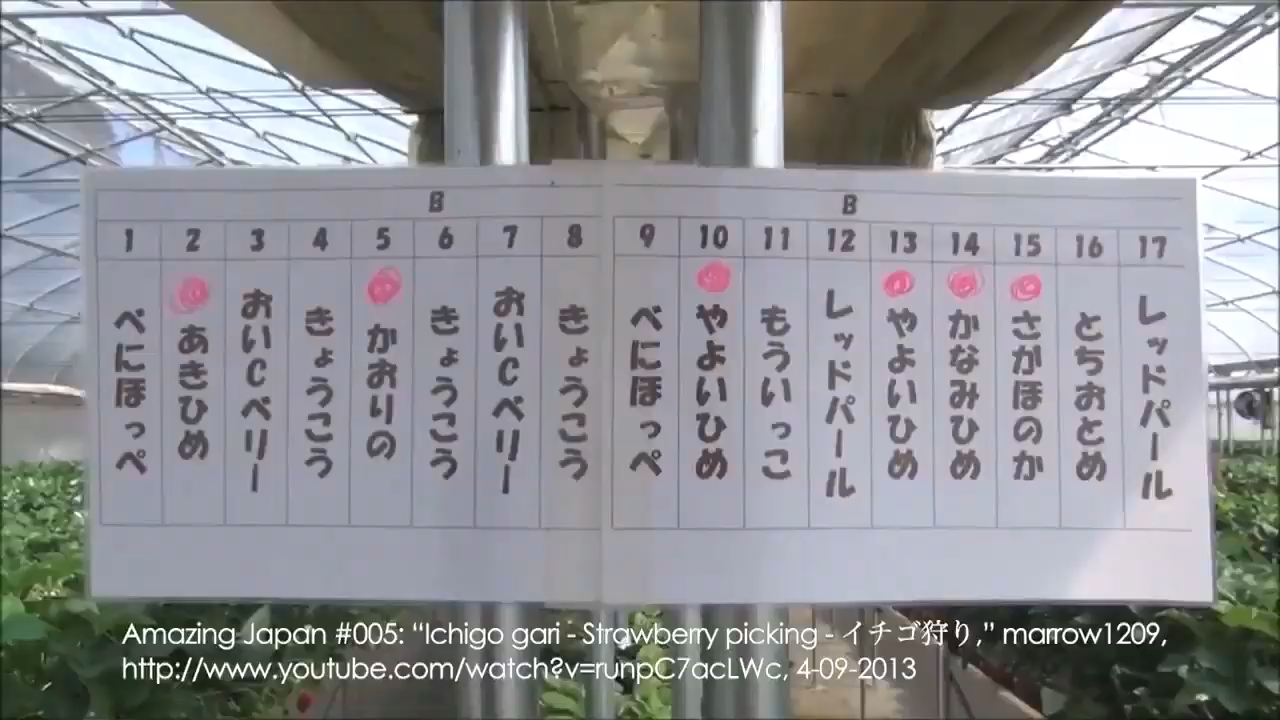 B
B
1 2 3 4 5 6 7 8
9 10 11 12 13 14 15 16 17
べにほっぺ
あきひめ
おいCベリー
きょうこう
かおりの
きょうこう
おいCベリー
きょうこう
べにほっぺ
やよいひめ
もういっこ
レッドパール
やよいひめ
かなみひめ
さがほのか
とちおとめ
レッドパール
Amazing Japan #005: “Ichigo gari - Strawberry picking - イチゴ狩り,” marrow1209,
http://www.youtube.com/watch?v=runpC7acLWc, 4-09-2013